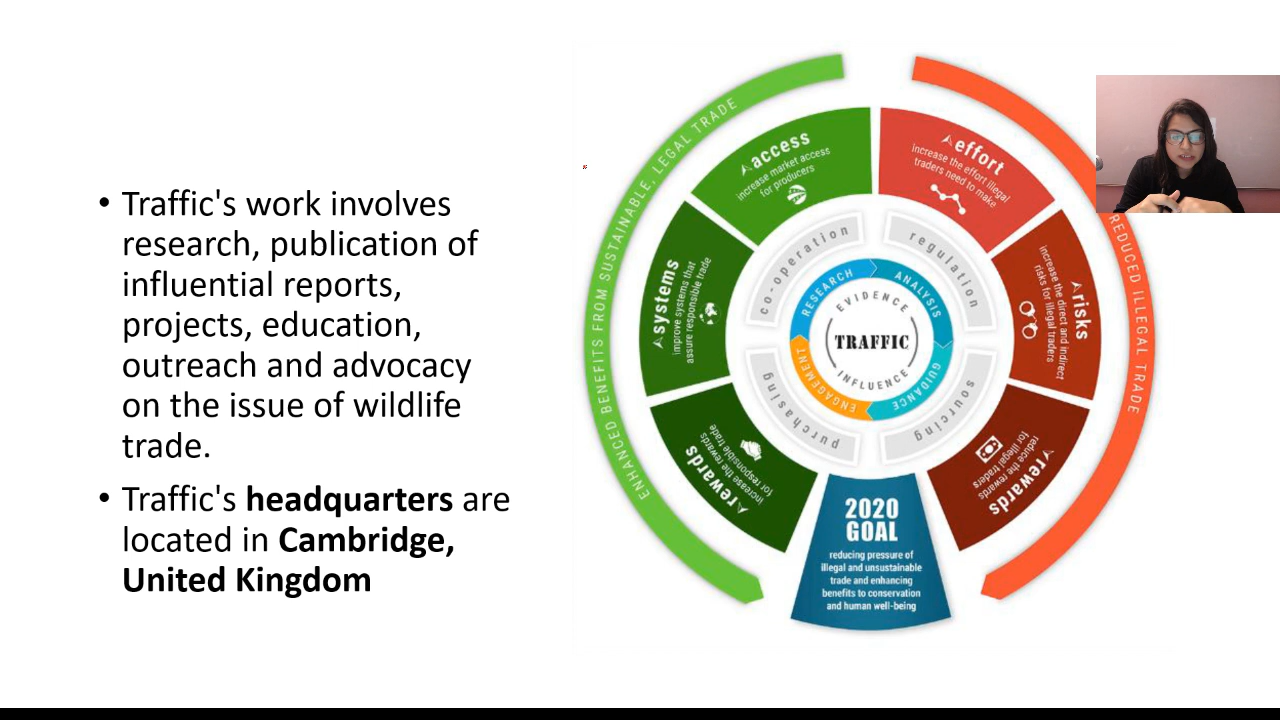 • Traffic's work involves
research, publication of
influential reports,
projects, education,
outreach and advocacy
on the issue of wildlife
trade.
• Traffic's headquarters are
located in Cambridge,
United Kingdom
ENHANCED BENEFITS FROM SUSTAINABLE, LEGAL TRADE
REDUCED ILLEGAL TRADE
access
increase market access
for producers
effort
increase the effort illegal
traders need to make
systems
improve systems that
assure responsible trade
risks
increase the direct and indirect
risks for illegal traders
rewards
increase the rewards
for responsible trade
rewards
reduce the rewards
for illegal traders
co-operation
regulation
purchasing
sourcing
RESEARCH
ANALYSIS
GUIDANCE
ENGAGEMENT
EVIDENCE
TRAFFIC
INFLUENCE
2020
GOAL
reducing pressure of
illegal and unsustainable
trade and enhancing
benefits to conservation
and human well-being